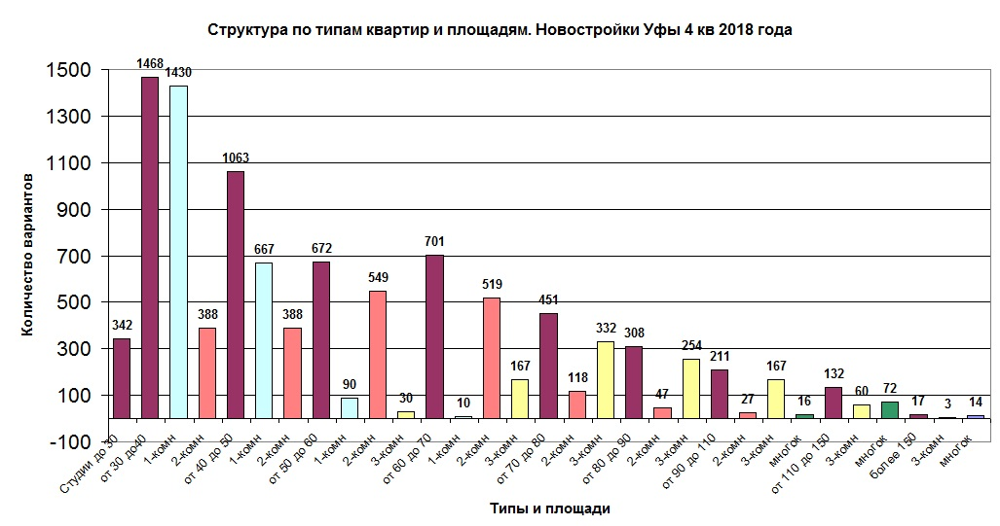 Структура по типам квартир и площадям. Новостройки Уфы 4 кв 2018 года
Количество вариантов
1500
1300
1100
900
700
500
300
100
-100
342
1468
1430
388
1063
667
388
672
90
549
30
701
10
519
167
451
118
332
308
47
254
211
27
167
16
132
60
72
17
3
14
Студии до 30
от 30 до40
1-комн
2-комн
от 40 до 50
1-комн
2-комн
от 50 до 60
1-комн
2-комн
3-комн
от 60 до 70
1-комн
2-комн
3-комн
от 70 до 80
2-комн
3-комн
от 80 до 90
2-комн
3-комн
от 90 до 110
2-комн
3-комн
многок
от 110 до 150
3-комн
многок
более 150
3-комн
многок
Типы и площади